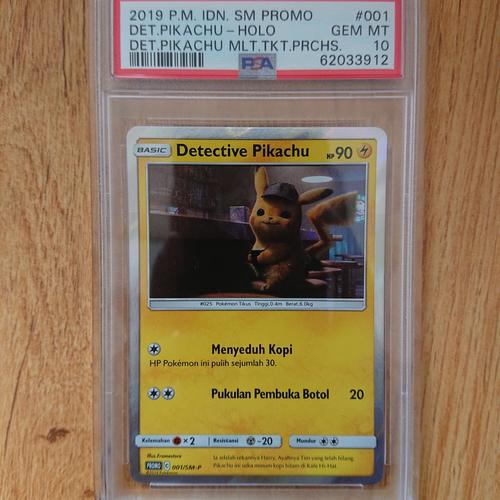 2019 P.M. IDN. SM PROMO #001
DET.PIKACHU – HOLO GEM MT
DET.PIKACHU MLT.TKT.PRCHS. 10
PSA 62033912
BASIC Detective Pikachu HP 90
#025 Pokémon Tikus Tinggi.0.4m Berat.6.0kg
Menyeduh Kopi
HP Pokémon ini pulih sejumlah 30.
Pukulan Pembuka Botol 20
Kelemahan ×2 Resistansi -20 Mundur
Illus.Framestore
Ia adalah rekannya Harry, Ayahnya Tim yang telah hilang.
PROMO C 001/SM-P
Pikachu ini suka minum kopi hitam di Kafe Hi-Hat.